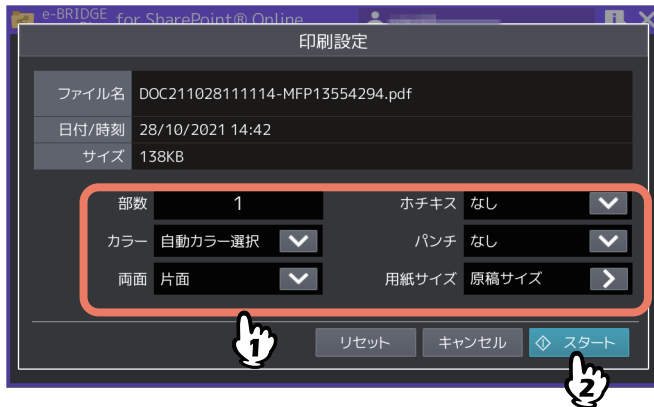 e-BRIDGE for SharePoint® Online
印刷設定
ファイル名 DOC211028111114-MFP13554294.pdf
日付/時刻 28/10/2021 14:42
サイズ 138KB
部数 1 ホチキス なし
カラー 自動カラー選択 パンチ なし
両面 片面 用紙サイズ 原稿サイズ
1
リセット キャンセル スタート
2